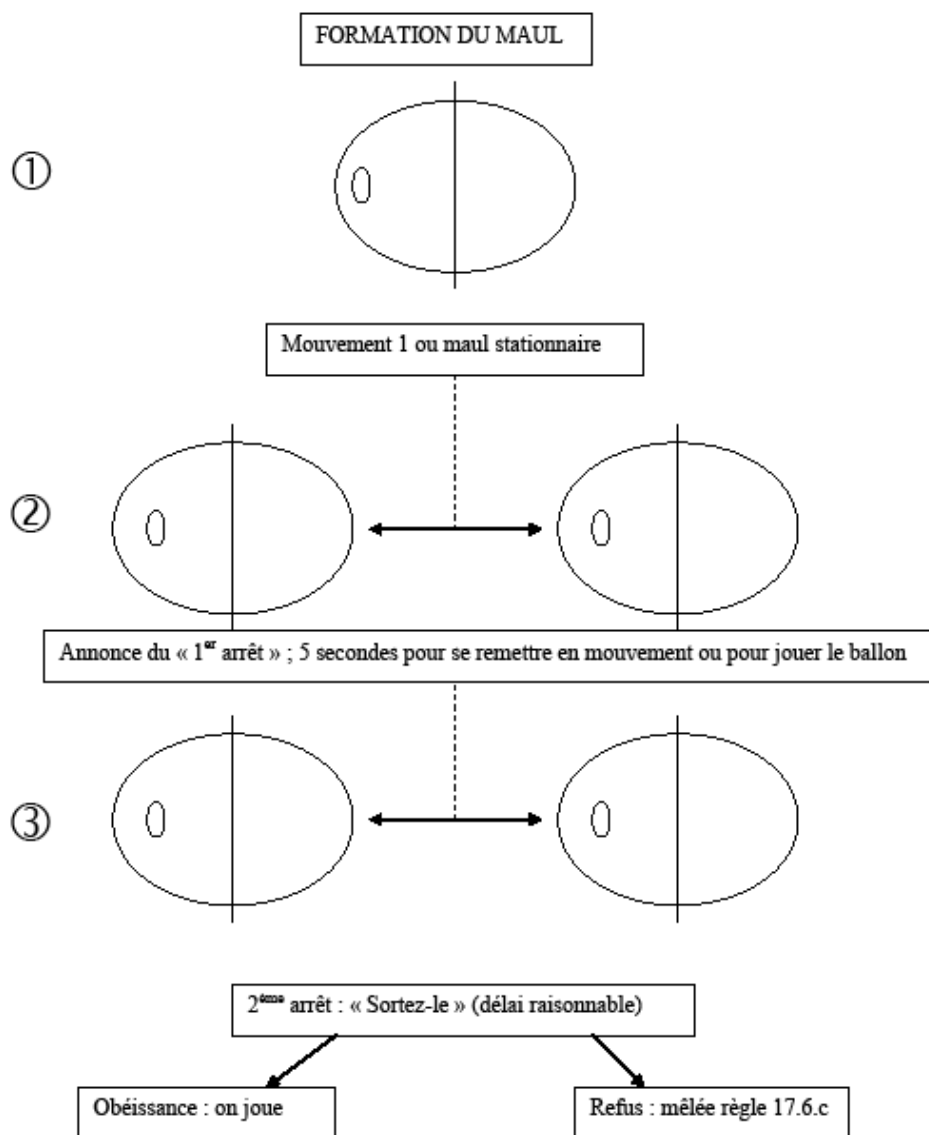 FORMATION DU MAUL
①
Mouvement 1 ou maul stationnaire
②
Annonce du « 1er arrêt » ; 5 secondes pour se remettre en mouvement ou pour jouer le ballon
③
2ème arrêt : « Sortez-le » (délai raisonnable)
Obéissance : on joue
Refus : mêlée règle 17.6.c